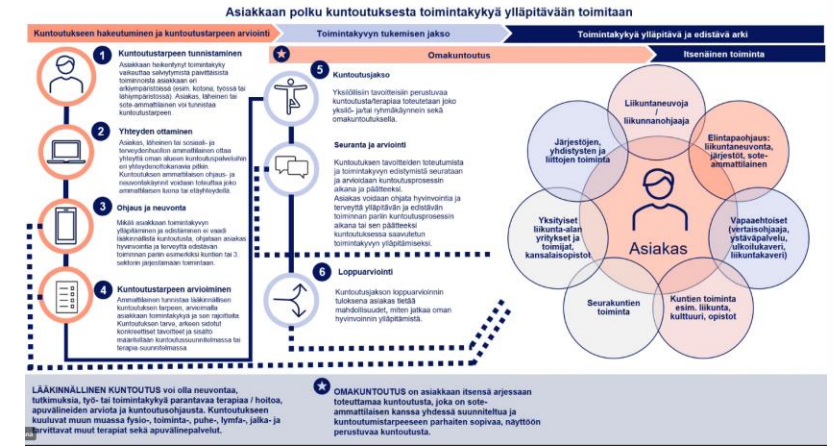 Asiakkaan polku kuntoutuksesta toimintakykyä ylläpitävään toimitaan
Kuntoutukseen hakeutuminen ja kuntoutustarpeen arviointi
Toimintakyvyn tukemisen jakso
Toimintakykyä ylläpitävä ja edistävä arki
Omakuntoutus
Itsenäinen toiminta
1
Kuntoutustarpeen tunnistaminen
Asiakkaan heikentynyt toimintakyky
vaikeuttaa selviytymistä päivittäisistä
toiminnoista asiakkaan eri
arkiympäristöissä (esim. kotona, työssä tai
lähiympäristössä). Asiakas, läheinen tai
sote-ammattilainen voi tunnistaa
kuntoutustarpeen.
2
Yhteyden ottaminen
Asiakas, läheinen tai sosiaali- ja
terveydenhuollon ammattilainen ottaa
yhteyttä oman alueen kuntoutuspalveluihin
eri yhteydenottokanavia pitkin.
Kuntoutuksen ammattilaisen ohjaus- ja
neuvontakäynnit voidaan toteuttaa joko
ammattilaisen luona tai etäyhteydellä.
3
Ohjaus ja neuvonta
Mikäli asiakkaan toimintakyvyn
ylläpitäminen ja edistäminen ei vaadi
lääkinnällistä kuntoutusta, ohjataan asiakas
hyvinvointia ja terveyttä edistävän
toiminnan pariin esimerkiksi kuntien tai 3.
sektorin järjestämään toimintaan.
4
Kuntoutustarpeen arvioiminen
Ammattilainen tunnistaa lääkinnällisen
kuntoutuksen tarpeen, arvioimalla
asiakkaan toimintakykyä ja sen rajoitteita.
Kuntoutuksen tarve, arkeen sidotut
konkreettiset tavoitteet ja sisältö
määritellään kuntoutussuunnitelmassa tai
terapia-suunnitelmassa.
5
Kuntoutusjakso
Yksilöllisiin tavoitteisiin perustuvaa
kuntoutusta/terapiaa toteutetaan joko
yksilö- ja/tai ryhmäkäynnein sekä
omakuntoutuksella.
Seuranta ja arviointi
Kuntoutuksen tavoitteiden toteutumista
ja toimintakyvyn edistymistä seurataan
ja arvioidaan kuntoutusprosessin
aikana ja päätteeksi.
Asiakas voidaan ohjata hyvinvointia ja
terveyttä ylläpitävän ja edistävän
toiminnan pariin kuntoutusprosessin
aikana tai sen päätteeksi
kuntoutuksessa saavutetun
toimintakyvyn ylläpitämiseksi.
6
Loppuarviointi
Kuntoutusjakson loppuarvioinnin
tuloksena asiakas tietää
mahdollisuudet, miten jatkaa oman
hyvinvoinnin ylläpitämistä.
Liikuntaneuvoja /
liikunnanohjaaja
Elintapaohjaus:
liikuntaneuvonta,
järjestöt, sote-
ammattilainen
Vapaaehtoiset
(vertaisohjaaja,
ystäväpalvelu,
ulkoilukaveri,
liikuntakaveri)
Kuntien toiminta
esim. liikunta,
kulttuuri, opistot
Seurakuntien
toiminta
Yksityiset
liikunta-alan
yritykset ja
toimijat,
kansalaisopistot
Järjestöjen,
yhdistysten ja
liittojen toiminta
Asiakas
LÄÄKINNÄLLINEN KUNTOUTUS voi olla neuvontaa,
tutkimuksia, työ- tai toimintakykyä parantavaa terapiaa / hoitoa,
apuvälineiden arviota ja kuntoutusohjausta. Kuntoutukseen
kuuluvat muun muassa fysio-, toiminta-, puhe-, lymfa-, jalka- ja
tarvittavat muut terapiat sekä apuvälinepalvelut.
OMAKUNTOUTUS on asiakkaan itsensä arjessaan
toteuttamaa kuntoutusta, joka on sote-
ammattilaisen kanssa yhdessä suunniteltua ja
kuntoutumistarpeeseen parhaiten sopivaa, näyttöön
perustuvaa kuntoutusta.